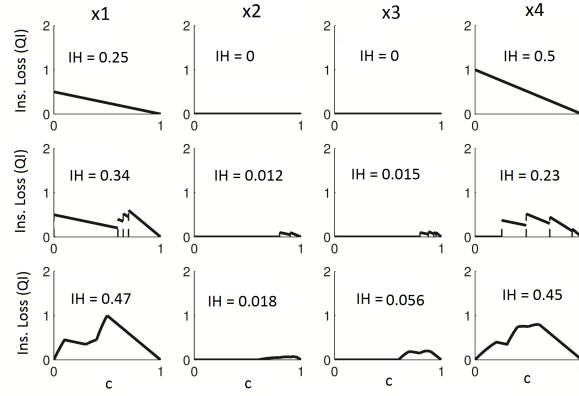 x1 x2 x3 x4
Ins. Loss (QI)
2 2 2 2
IH = 0.25 IH = 0 IH = 0 IH = 0.5
1 1 1 1
0 0 0 0
0 1 0 1 0 1 0 1
Ins. Loss (QI)
2 2 2 2
IH = 0.34 IH = 0.012 IH = 0.015 IH = 0.23
1 1 1 1
0 0 0 0
0 1 0 1 0 1 0 1
Ins. Loss (QI)
2 2 2 2
IH = 0.47 IH = 0.018 IH = 0.056 IH = 0.45
1 1 1 1
0 0 0 0
0 1 0 1 0 1 0 1
c c c c